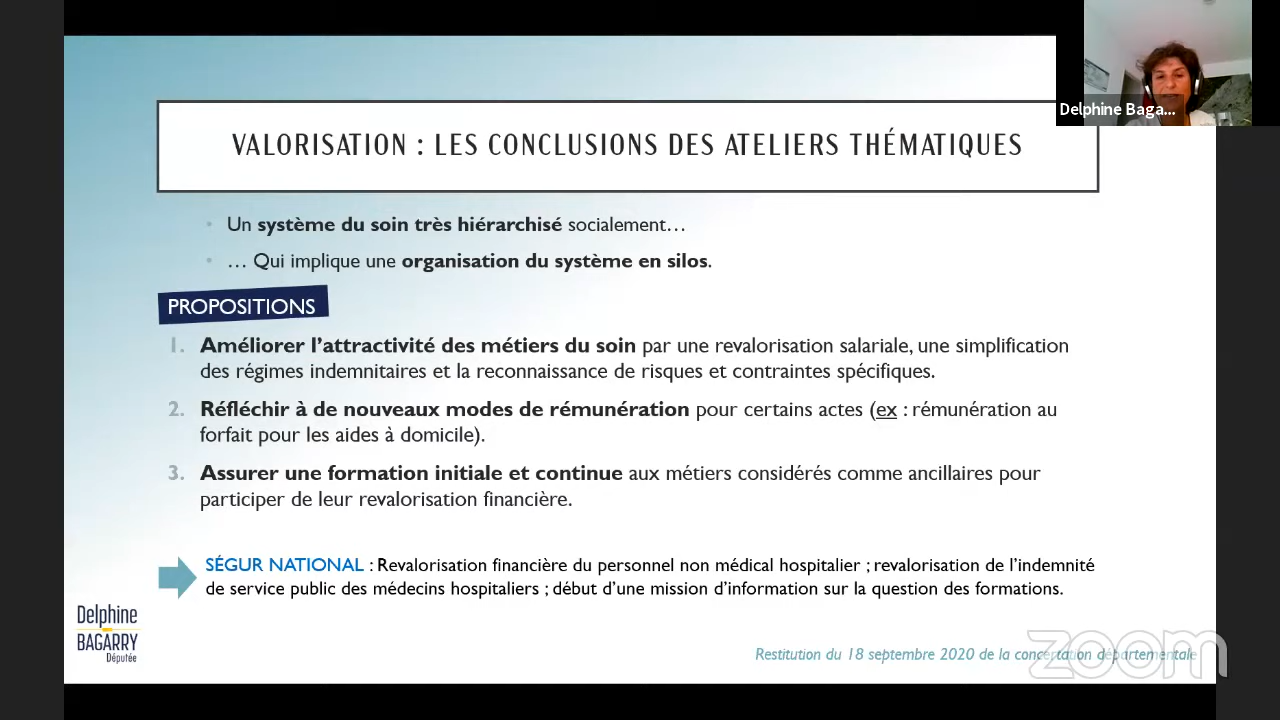 Delphine Baga...
VALORISATION : LES CONCLUSIONS DES ATELIERS THÉMATIQUES
Un système du soin très hiérarchisé socialement…
… Qui implique une organisation du système en silos.
PROPOSITIONS
1. Améliorer l’attractivité des métiers du soin par une revalorisation salariale, une simplification
des régimes indemnitaires et la reconnaissance de risques et contraintes spécifiques.
2. Réfléchir à de nouveaux modes de rémunération pour certains actes (ex : rémunération au
forfait pour les aides à domicile).
3. Assurer une formation initiale et continue aux métiers considérés comme ancillaires pour
participer de leur revalorisation financière.
SÉGUR NATIONAL : Revalorisation financière du personnel non médical hospitalier ; revalorisation de l’indemnité
de service public des médecins hospitaliers ; début d’une mission d’information sur la question des formations.
Delphine
BAGARRY
Députée
Restitution du 18 septembre 2020 de la concertation départementale
zoom